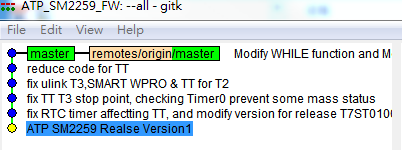 ATP_SM2259_FW: --all - gitk
File Edit View Help
master remotes/origin/master Modify WHILE function and M
reduce code for TT
fix ulink T3,SMART WPRO & TT for T2
fix TT T3 stop point, checking Timer0 prevent some mass status
fix RTC timer affectting TT, and modify version for release T7ST0100
ATP SM2259 Realse Version1